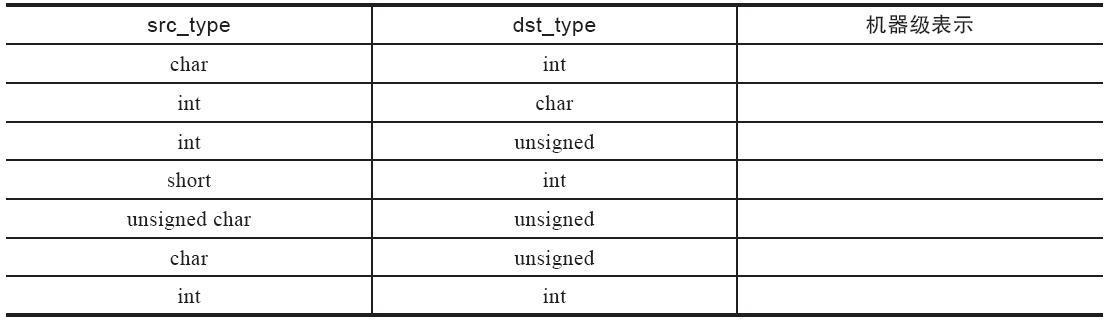 src_type dst_type 机器级表示
char int
int char
int unsigned
short int
unsigned char unsigned
char unsigned
int int